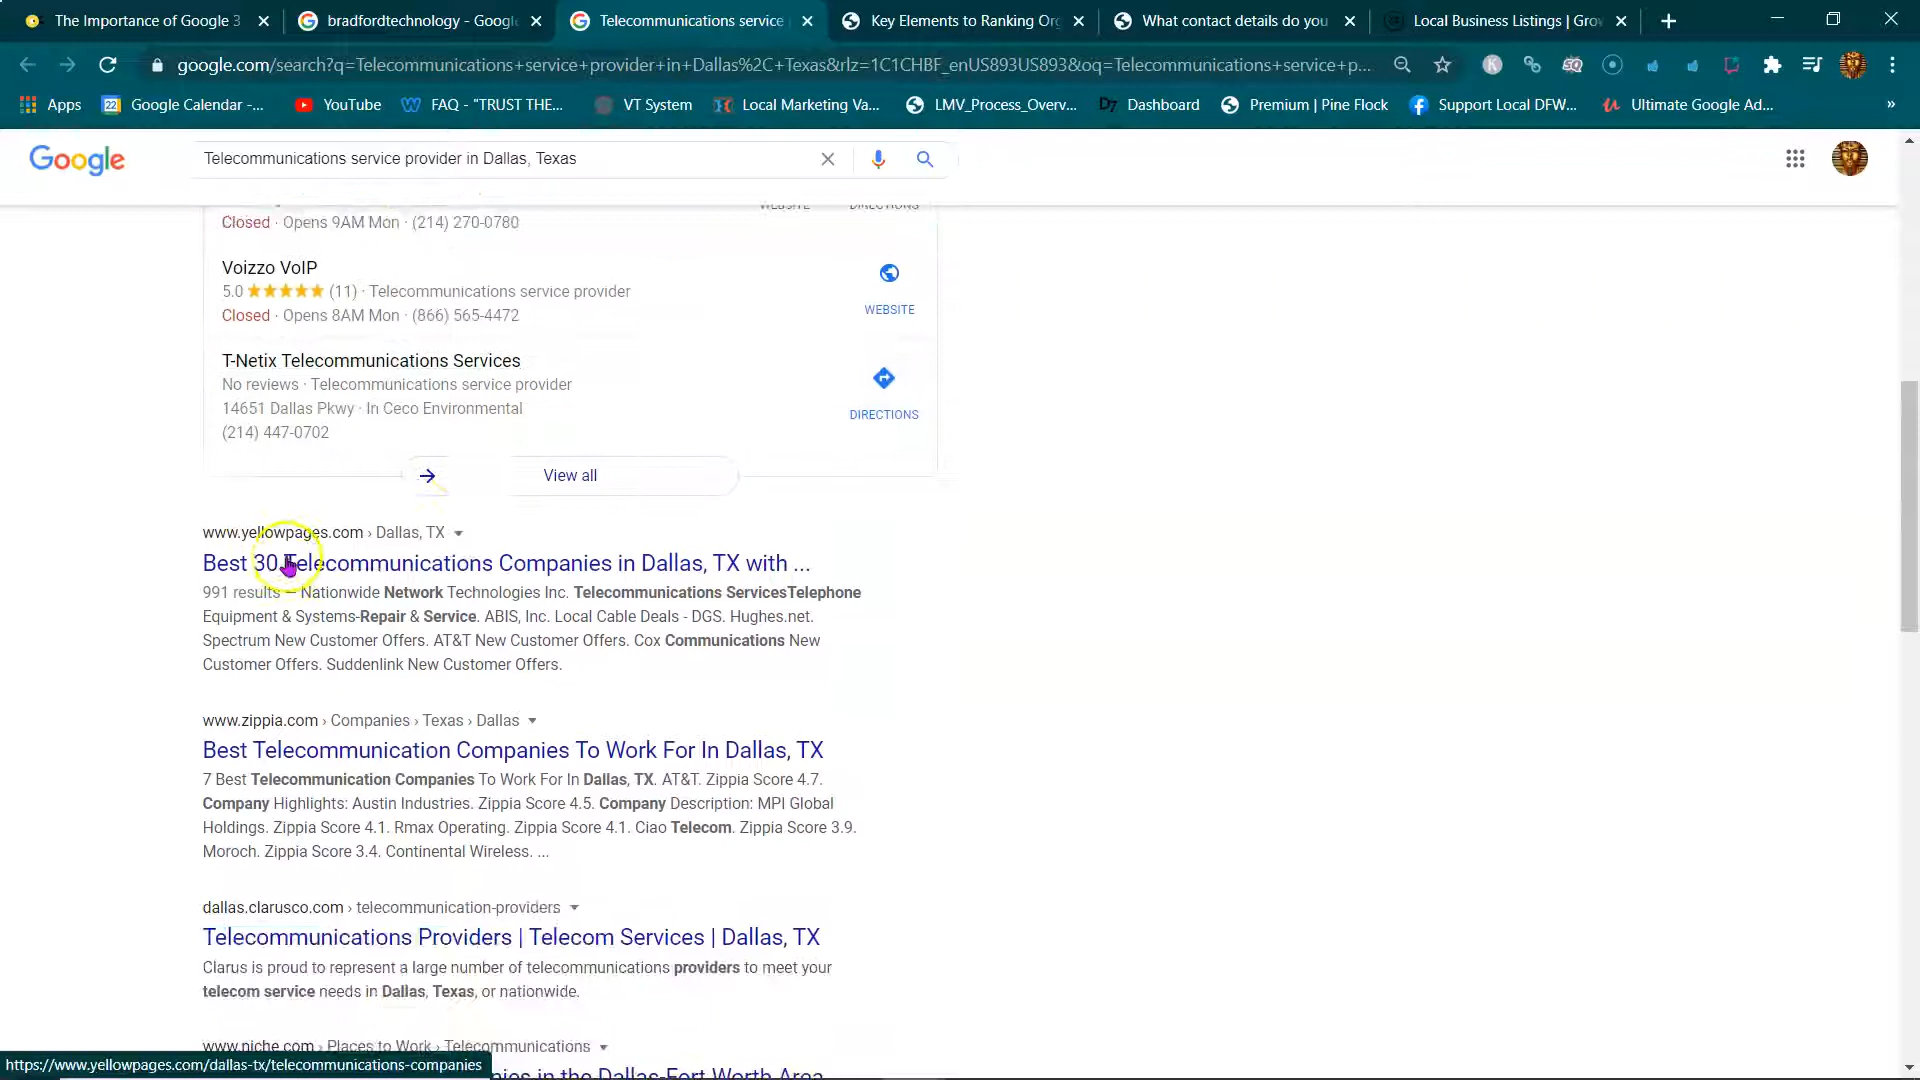 The Importance of Google 3
bradfordtechnology - Google
Telecommunications service
Key Elements to Ranking Org
What contact details do you
Local Business Listings | Grow
google.com/search?q=Telecommunications+service+provider+in+Dallas%2C+Texas&rlz=1C1CHBF_enUS893US893&oq=Telecommunications+service+p...
Apps
22
Google Calendar -...
YouTube
FAQ - "TRUST THE...
VT System
Local Marketing Va...
LMV_Process_Overv...
D7
Dashboard
Premium | Pine Flock
Support Local DFW...
Ultimate Google Ad...
»
Google
Telecommunications service provider in Dallas, Texas
WEBSITE
DIRECTIONS
Closed · Opens 9AM Mon · (214) 270-0780
Voizzo VoIP
5.0 ★★★★★ (11) · Telecommunications service provider
Closed · Opens 8AM Mon · (866) 565-4472
WEBSITE
T-Netix Telecommunications Services
No reviews · Telecommunications service provider
14651 Dallas Pkwy · In Ceco Environmental
(214) 447-0702
DIRECTIONS
View all
www.yellowpages.com › Dallas, TX
Best 30 Telecommunications Companies in Dallas, TX with ...
991 results – Nationwide Network Technologies Inc. Telecommunications ServicesTelephone
Equipment & Systems-Repair & Service. ABIS, Inc. Local Cable Deals - DGS. Hughes.net.
Spectrum New Customer Offers. AT&T New Customer Offers. Cox Communications New
Customer Offers. Suddenlink New Customer Offers.
www.zippia.com › Companies › Texas › Dallas
Best Telecommunication Companies To Work For In Dallas, TX
7 Best Telecommunication Companies To Work For In Dallas, TX. AT&T. Zippia Score 4.7.
Company Highlights: Austin Industries. Zippia Score 4.5. Company Description: MPI Global
Holdings. Zippia Score 4.1. Rmax Operating. Zippia Score 4.1. Ciao Telecom. Zippia Score 3.9.
Moroch. Zippia Score 3.4. Continental Wireless. ...
dallas.clarusco.com › telecommunication-providers
Telecommunications Providers | Telecom Services | Dallas, TX
Clarus is proud to represent a large number of telecommunications providers to meet your
telecom service needs in Dallas, Texas, or nationwide.
www.niche.com › Places to Work › Telecommunications
https://www.yellowpages.com/dallas-tx/telecommunications-companies
nies in the Dallas-Fort Worth Area